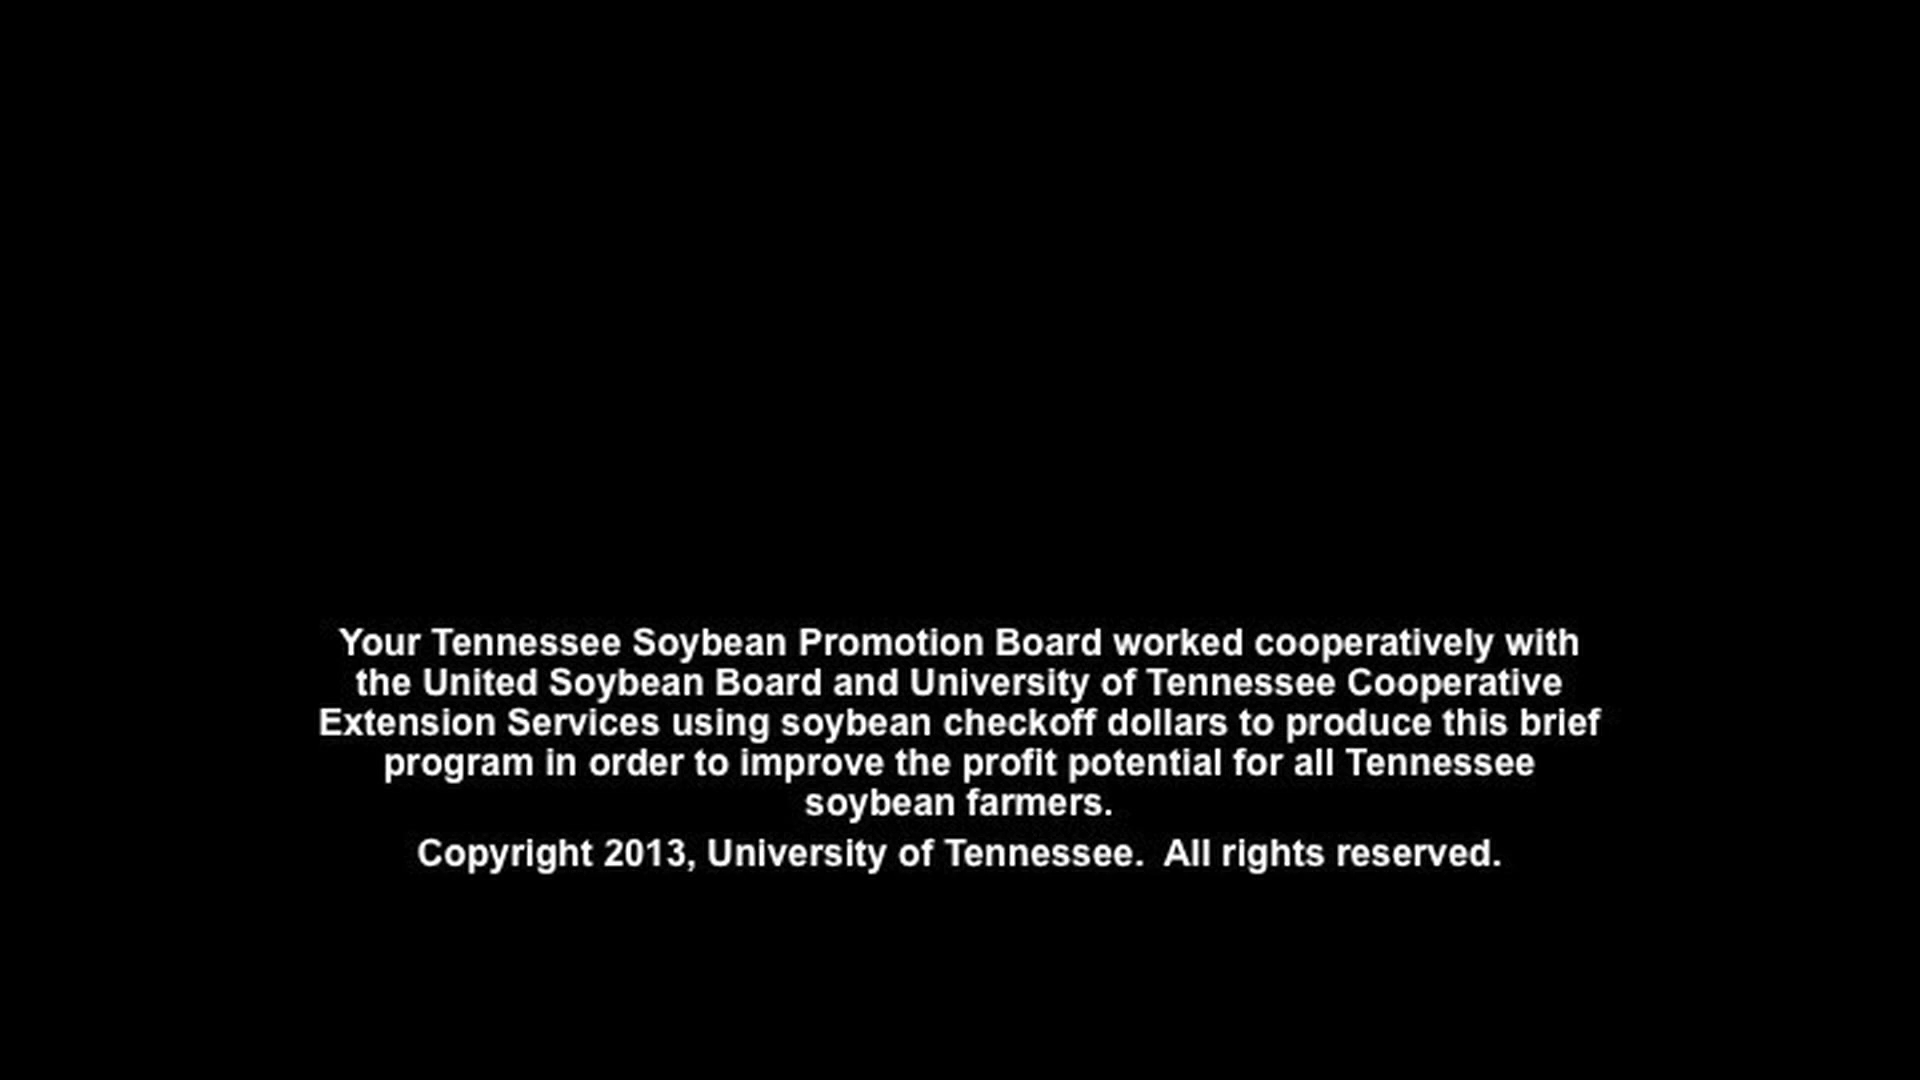 Your Tennessee Soybean Promotion Board worked cooperatively with
the United Soybean Board and University of Tennessee Cooperative
Extension Services using soybean checkoff dollars to produce this brief
program in order to improve the profit potential for all Tennessee
soybean farmers.
Copyright 2013, University of Tennessee.  All rights reserved.